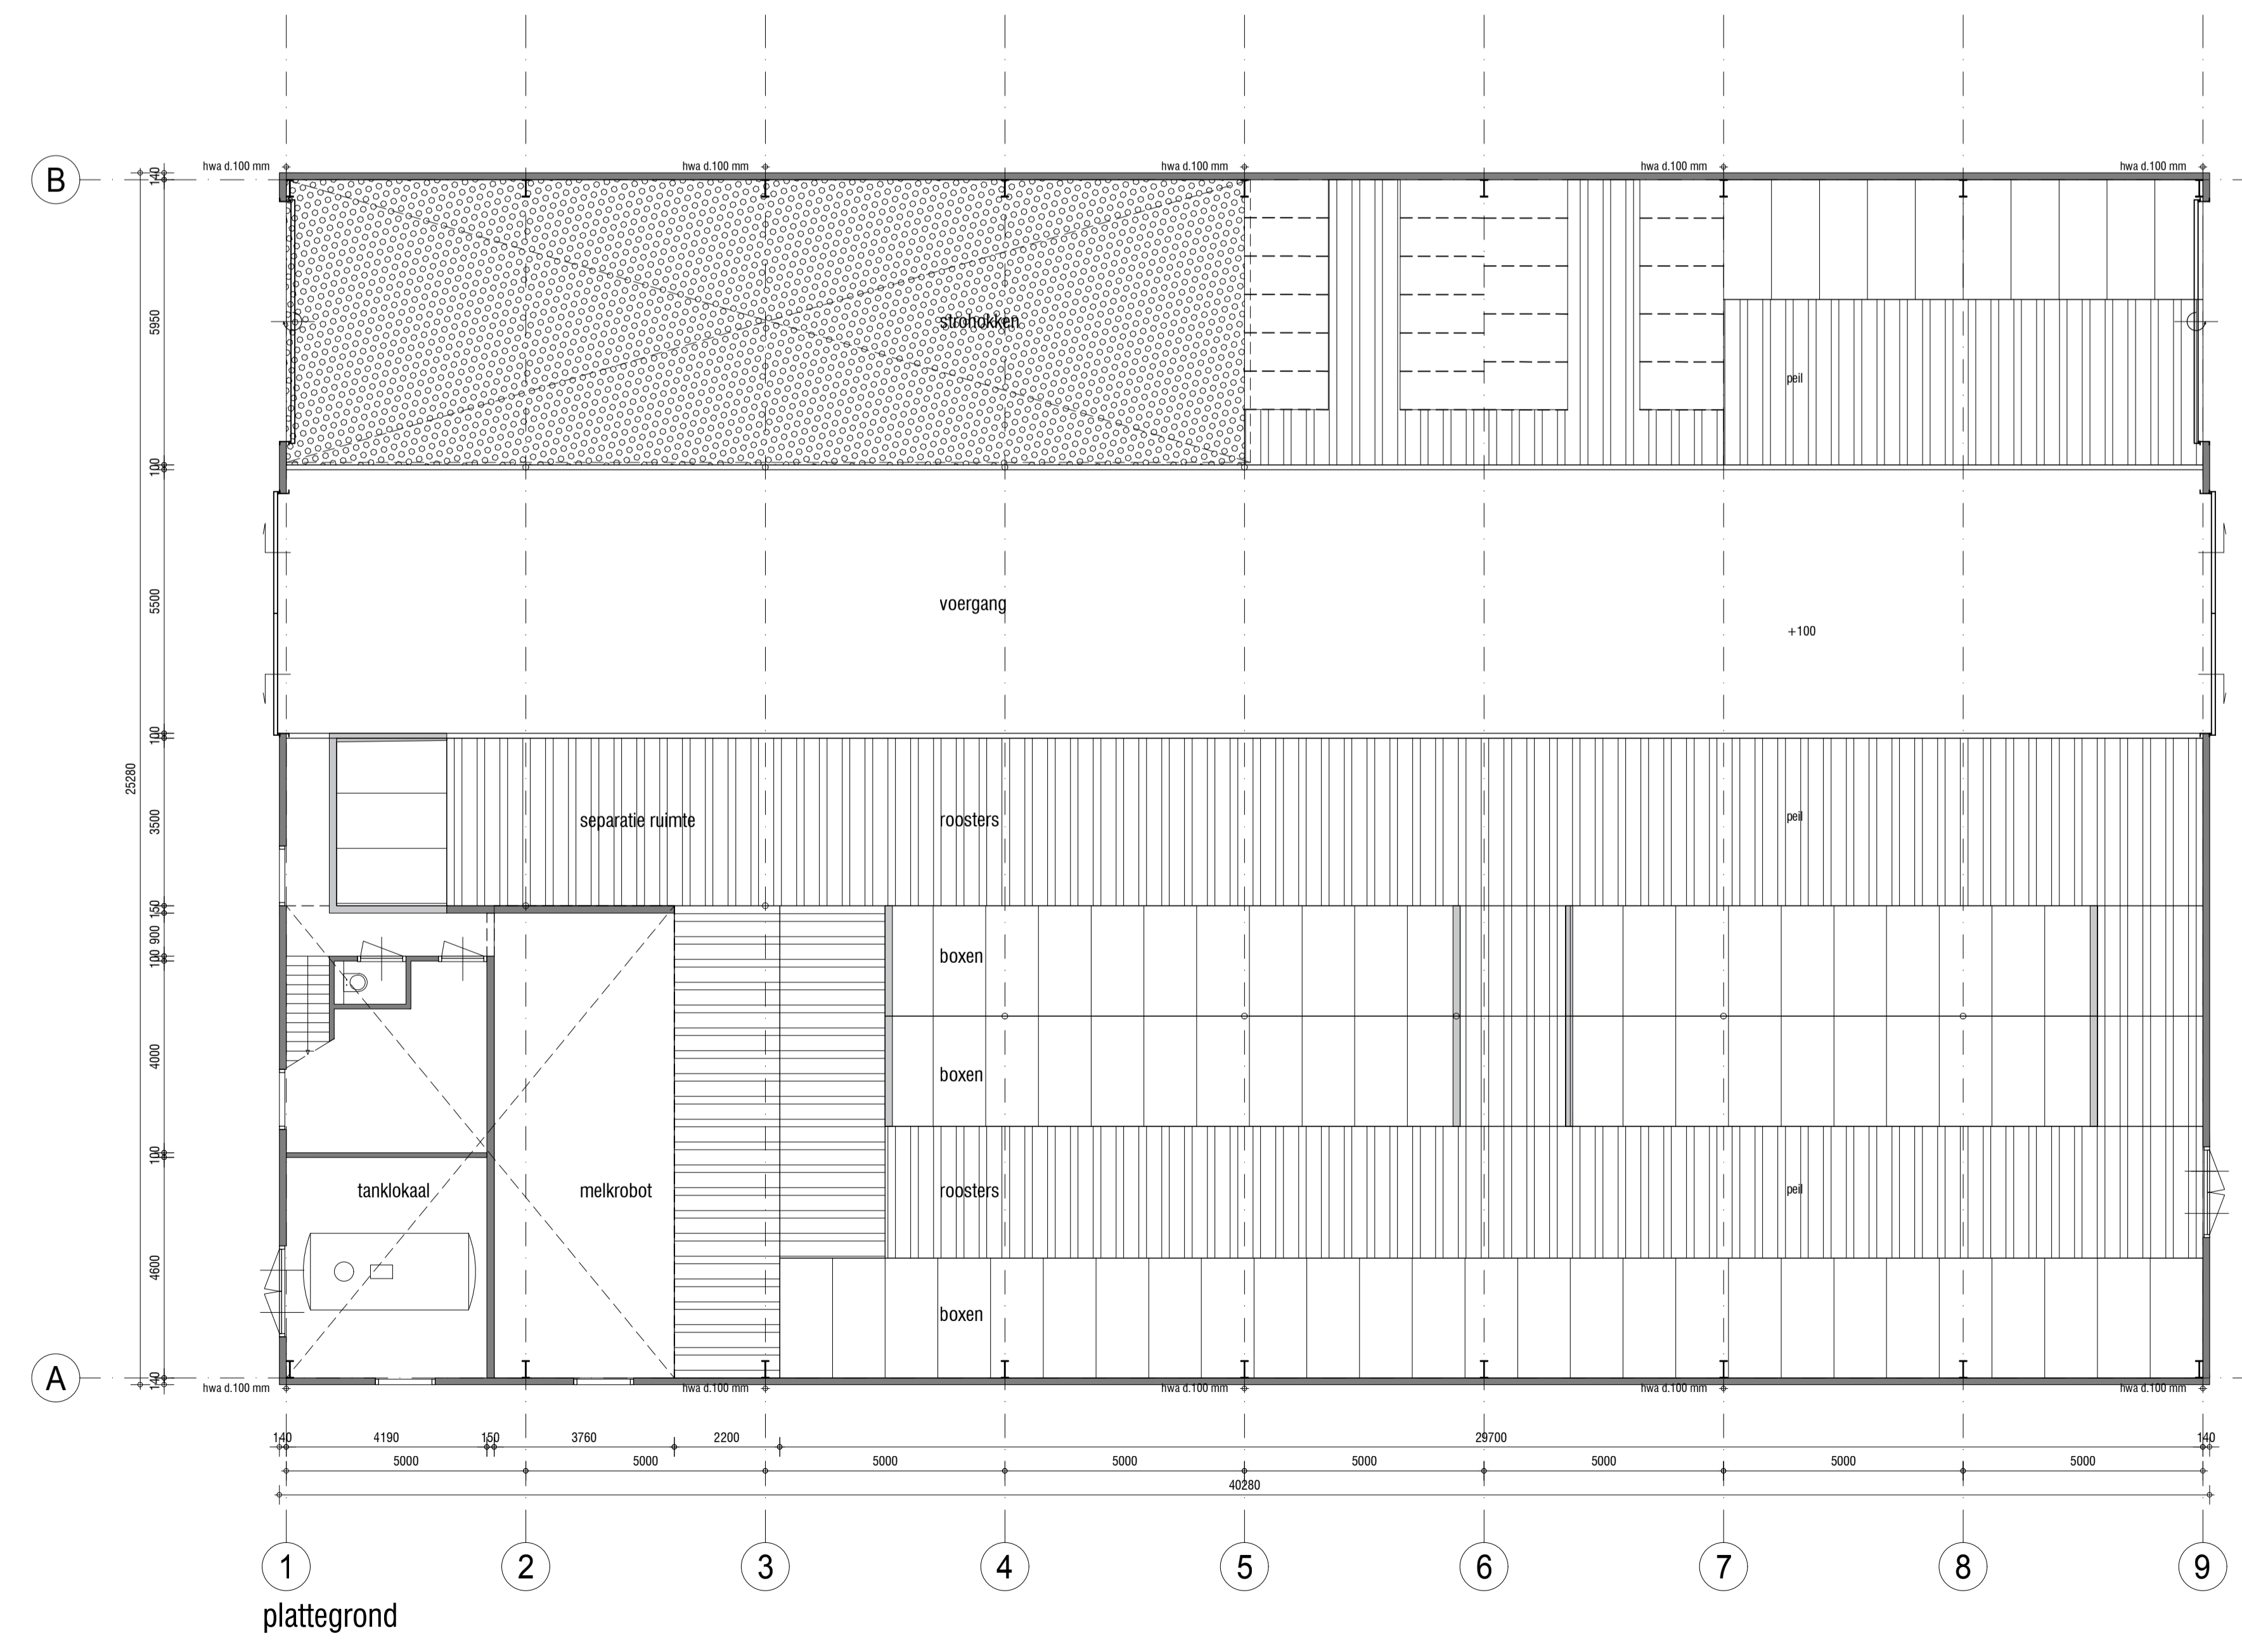 hwa d.100 mm
hwa d.100 mm
hwa d.100 mm
hwa d.100 mm
hwa d.100 mm
B
140
5950
strohokken
peil
100
5500
voergang
+100
100
25280
3500
separatie ruimte
roosters
peil
150
900
100
boxen
4000
boxen
100
tanklokaal
melkrobot
roosters
peil
4600
boxen
A
140
hwa d.100 mm
hwa d.100 mm
hwa d.100 mm
hwa d.100 mm
hwa d.100 mm
140
4190
150
3760
2200
29700
140
5000
5000
5000
5000
5000
5000
5000
5000
40280
1
2
3
4
5
6
7
8
9
plattegrond